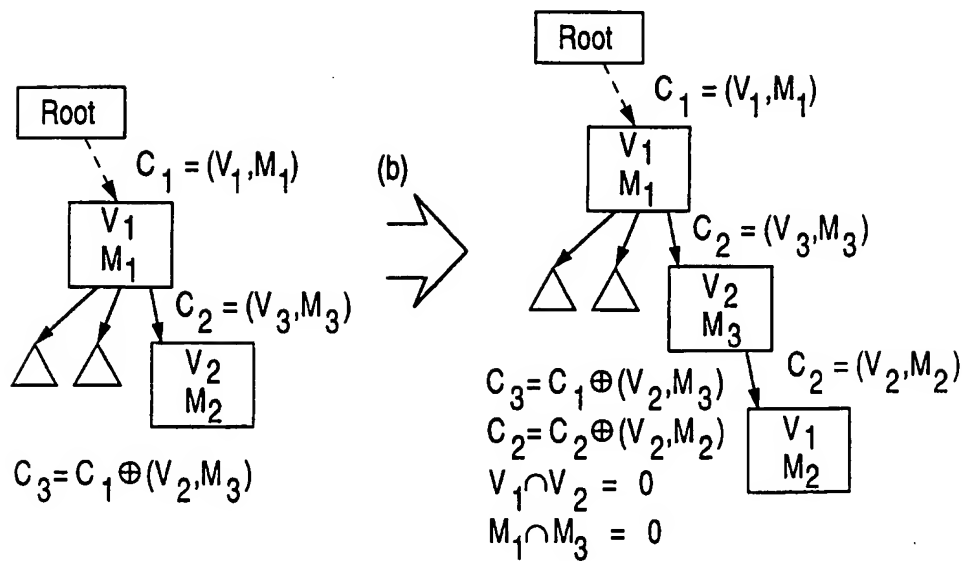 Root
C₁ = (V₁,M₁)
V₁
M₁
C₂ = (V₃,M₃)
V₂
M₂
C₃= C₁⊕(V₂,M₃)
(b)
Root
C₁ = (V₁,M₁)
V₁
M₁
C₂ = (V₃,M₃)
V₂
M₃
C₂ = (V₂,M₂)
V₁
M₂
C₃= C₁⊕(V₂,M₃)
C₂= C₂⊕(V₂,M₂)
V₁∩V₂ = 0
M₁∩M₃ = 0